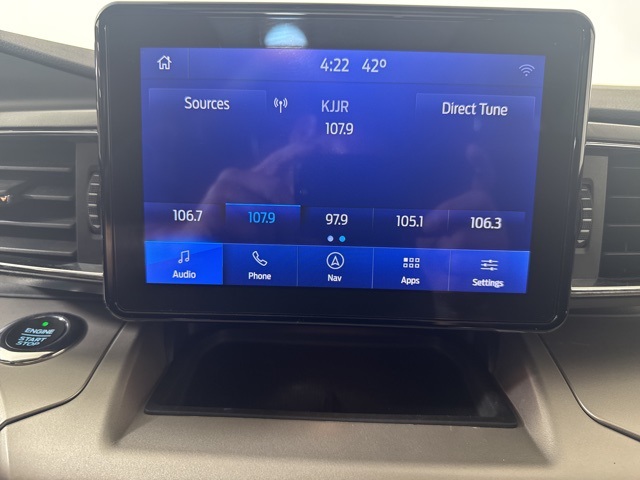 4:22 42°
Sources
KJJR
Direct Tune
107.9
106.7 107.9 97.9 105.1 106.3
Audio Phone Nav Apps Settings
ENGINE
START
STOP